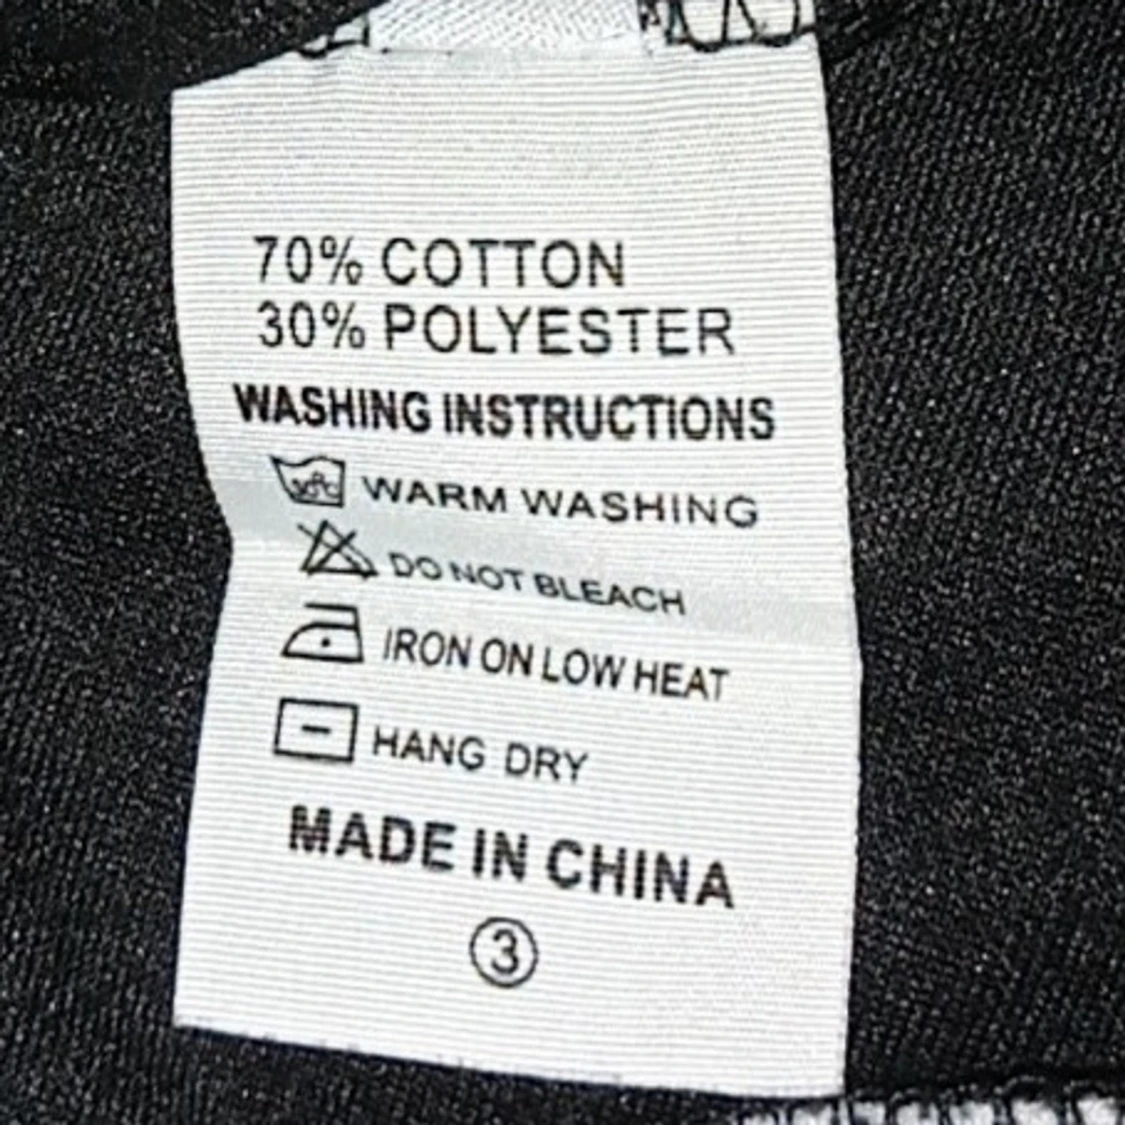 70% COTTON
30% POLYESTER
WASHING INSTRUCTIONS
WARM WASHING
DO NOT BLEACH
IRON ON LOW HEAT
HANG DRY
MADE IN CHINA
3